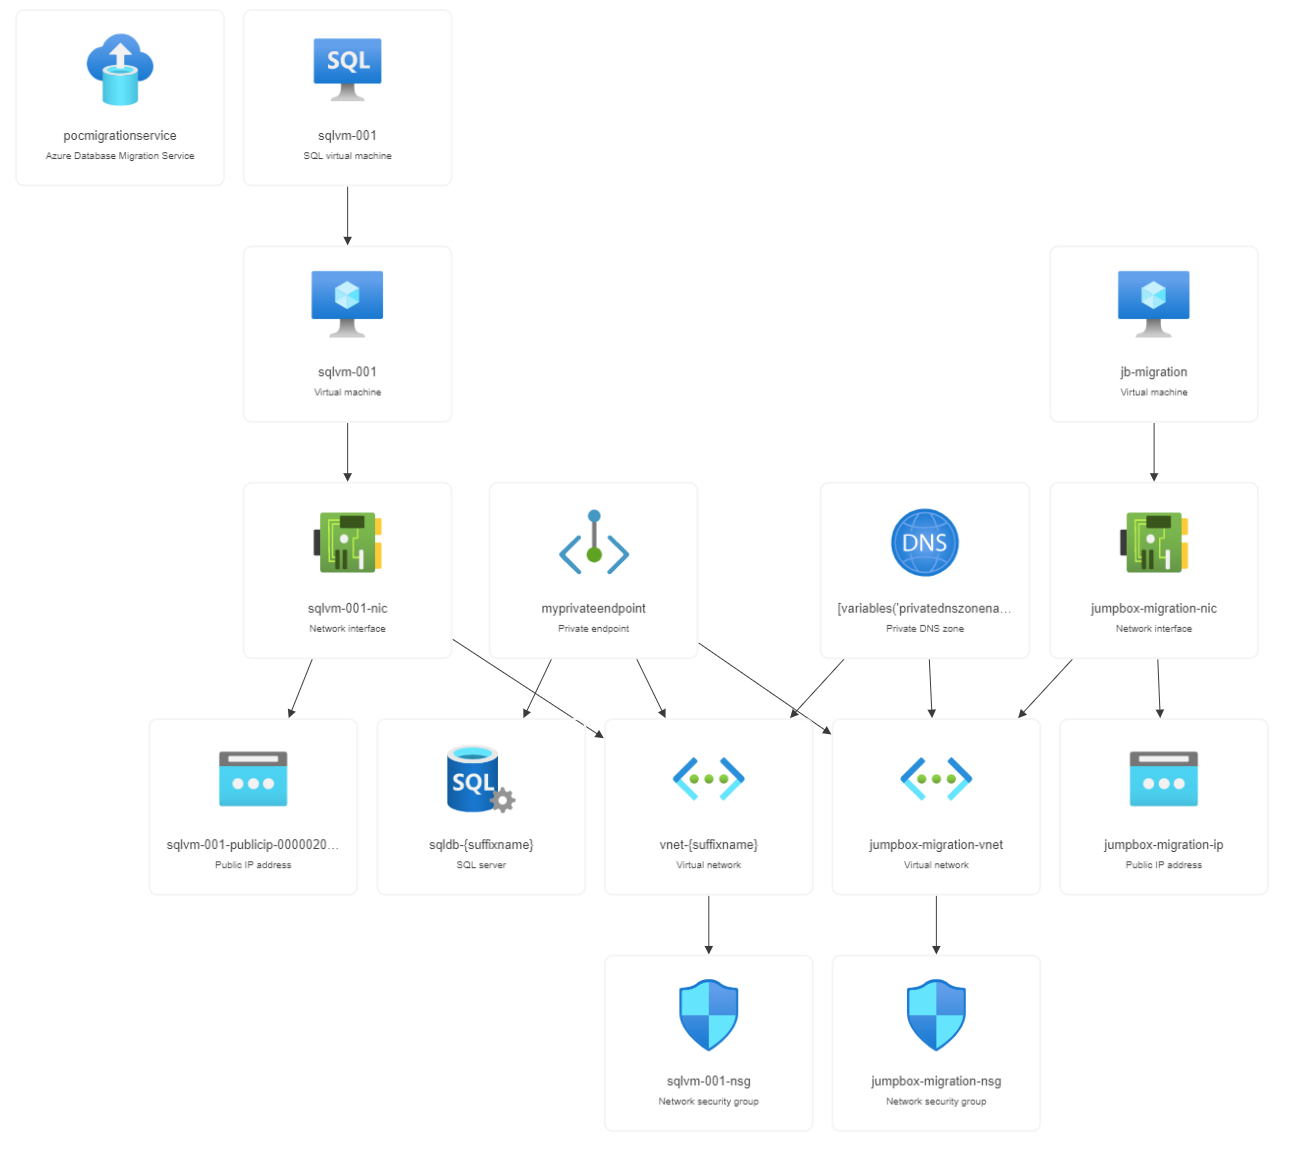 pocmigrationservice
Azure Database Migration Service
SQL
sqlvm-001
SQL virtual machine
sqlvm-001
Virtual machine
jb-migration
Virtual machine
sqlvm-001-nic
Network interface
myprivateendpoint
Private endpoint
DNS
[variables('privatednszonena...
Private DNS zone
jumpbox-migration-nic
Network interface
sqlvm-001-publicip-0000020...
Public IP address
SQL
sqldb-{suffixname}
SQL server
vnet-{suffixname}
Virtual network
jumpbox-migration-vnet
Virtual network
jumpbox-migration-ip
Public IP address
sqlvm-001-nsg
Network security group
jumpbox-migration-nsg
Network security group